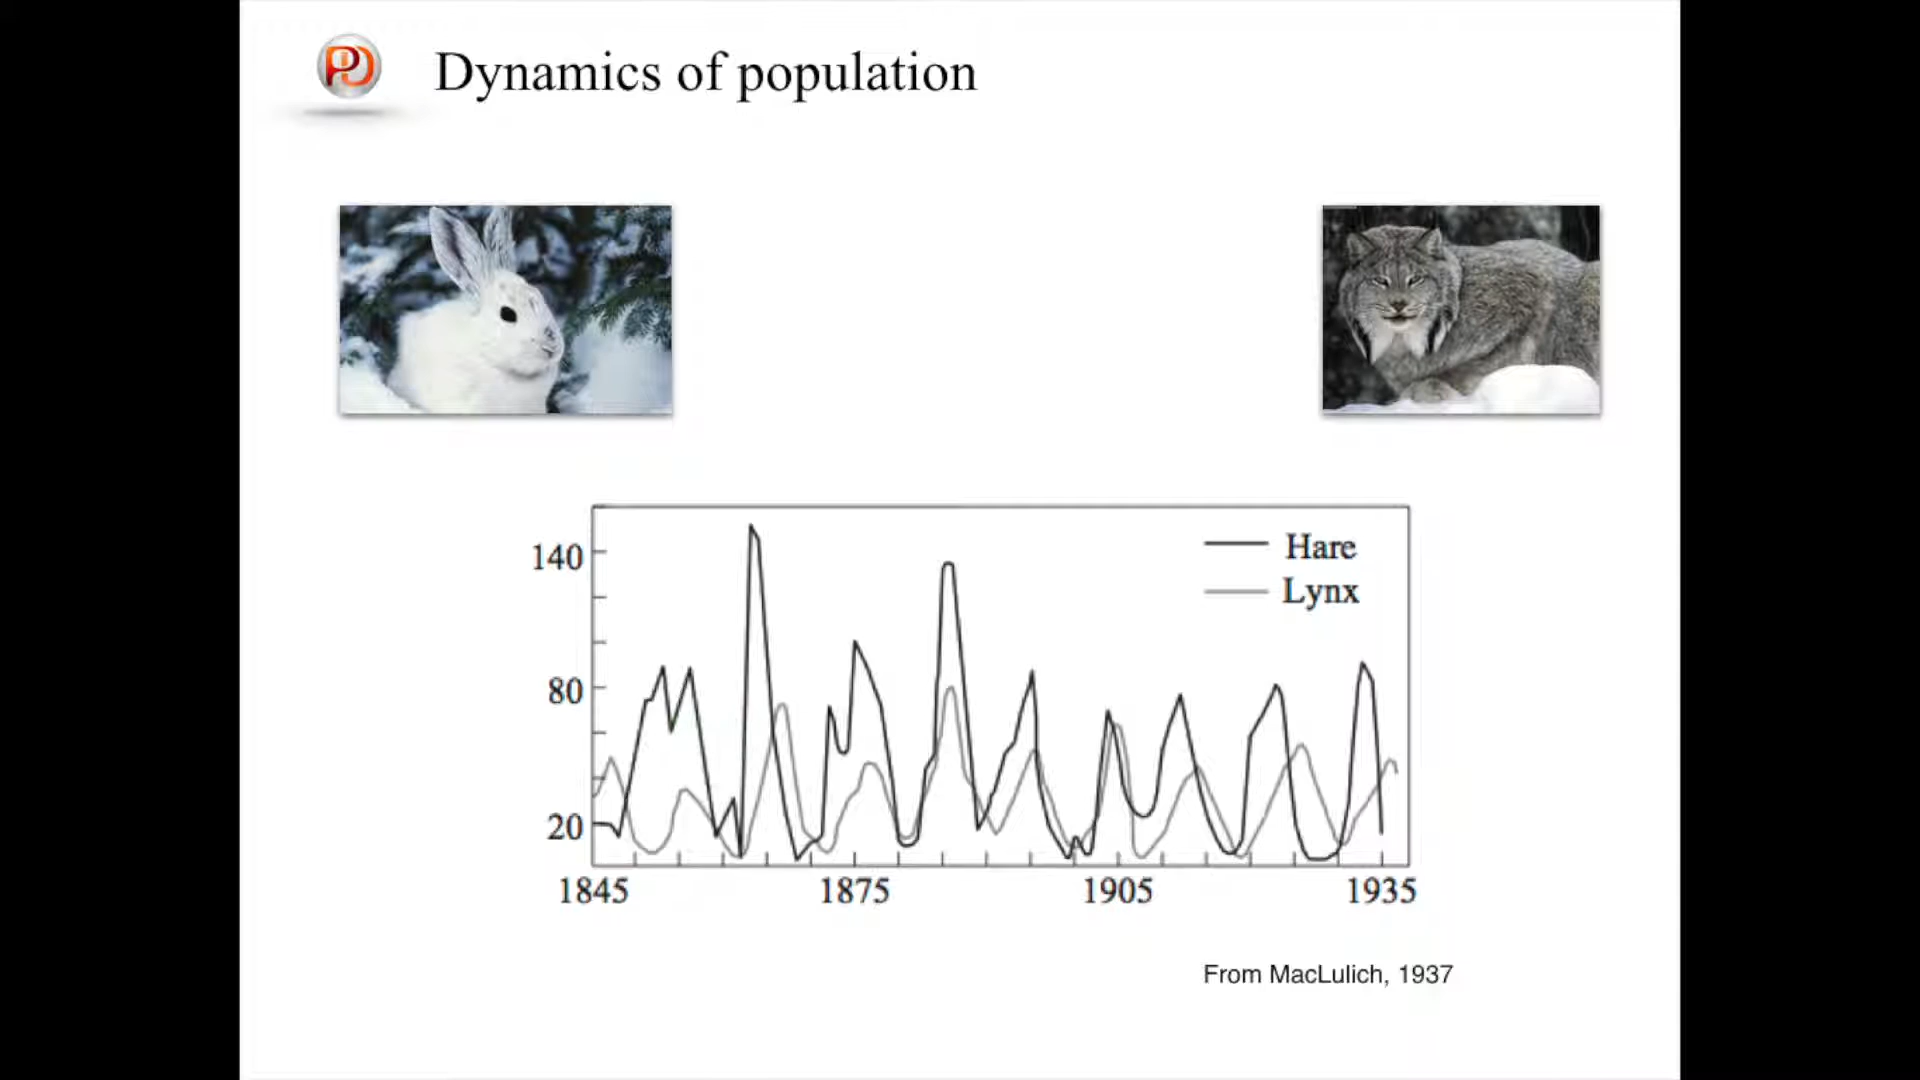 Dynamics of population
140
80
20
Hare
Lynx
1845 1875 1905 1935
From MacLulich, 1937